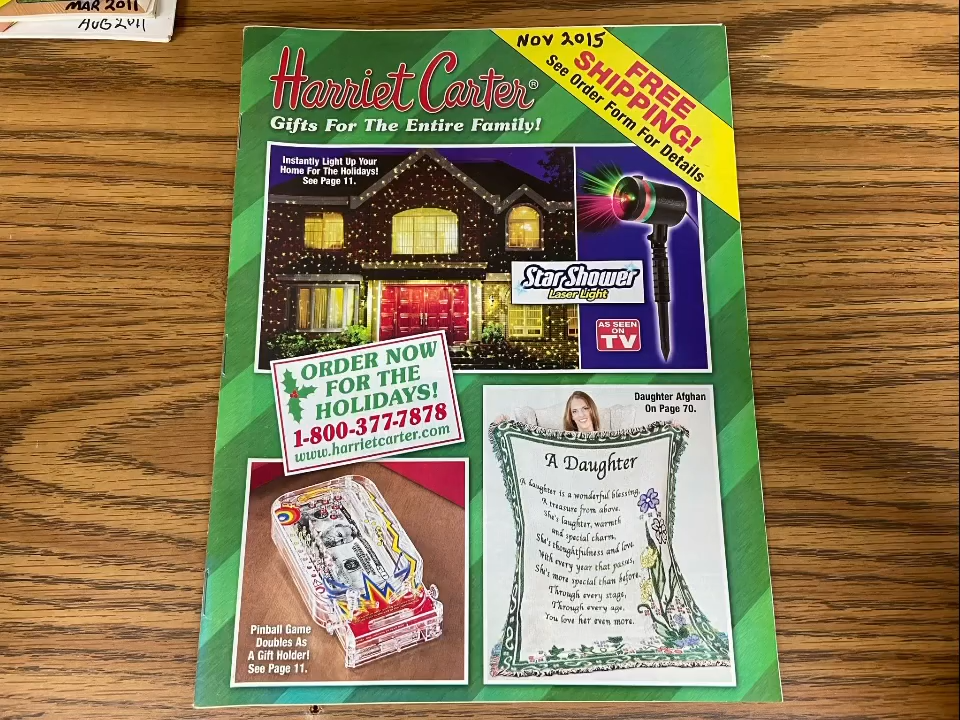 MAR 2011
AUG 2011
NOV 2015
FREE
SHIPPING!
See Order Form For Details
Harriet Carter®
Gifts For The Entire Family!
Instantly Light Up Your
Home For The Holidays!
See Page 11.
Star Shower
Laser Light
AS SEEN
ON
TV
ORDER NOW
FOR THE
HOLIDAYS!
1-800-377-7878
www.harrietcarter.com
Daughter Afghan
On Page 70.
A Daughter
A daughter is a wonderful blessing,
A treasure from above.
She's laughter, warmth
and special charm,
She's thoughtfulness and love.
With every year that passes,
She's more special than before.
Through every stage,
Through every age,
You love her even more.
Pinball Game
Doubles As
A Gift Holder!
See Page 11.